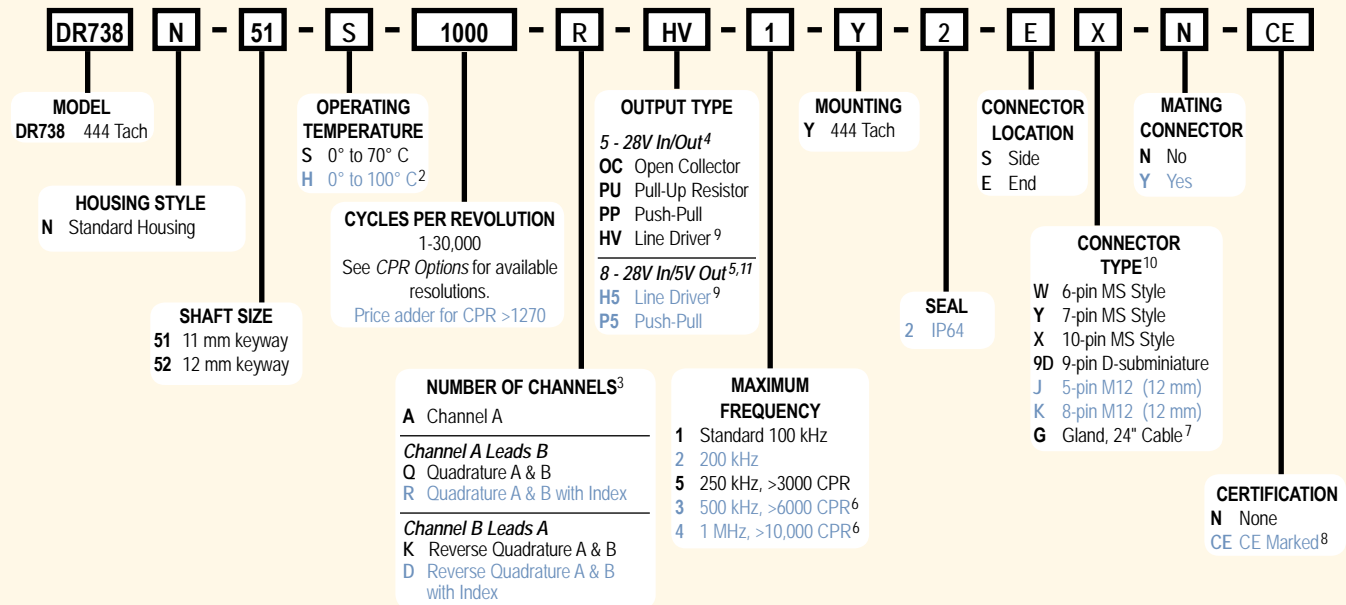 DR738 N - 51 - S - 1000 - R - HV - 1 - Y - 2 - E X - N - CE
MODEL
DR738 444 Tach
HOUSING STYLE
N Standard Housing
SHAFT SIZE
51 11 mm keyway
52 12 mm keyway
OPERATING
TEMPERATURE
S 0° to 70° C
H 0° to 100° C2
CYCLES PER REVOLUTION
1-30,000
See CPR Options for available
resolutions.
Price adder for CPR >1270
NUMBER OF CHANNELS3
A Channel A
Channel A Leads B
Q Quadrature A & B
R Quadrature A & B with Index
Channel B Leads A
K Reverse Quadrature A & B
D Reverse Quadrature A & B
with Index
OUTPUT TYPE
5 - 28V In/Out4
OC Open Collector
PU Pull-Up Resistor
PP Push-Pull
HV Line Driver 9
8 - 28V In/5V Out5,11
H5 Line Driver 9
P5 Push-Pull
MAXIMUM
FREQUENCY
1 Standard 100 kHz
2 200 kHz
5 250 kHz, >3000 CPR
3 500 kHz, >6000 CPR6
4 1 MHz, >10,000 CPR6
MOUNTING
Y 444 Tach
SEAL
2 IP64
CONNECTOR
LOCATION
S Side
E End
CONNECTOR
TYPE10
W 6-pin MS Style
Y 7-pin MS Style
X 10-pin MS Style
9D 9-pin D-subminiature
J 5-pin M12 (12 mm)
K 8-pin M12 (12 mm)
G Gland, 24" Cable 7
MATING
CONNECTOR
N No
Y Yes
CERTIFICATION
N None
CE CE Marked 8